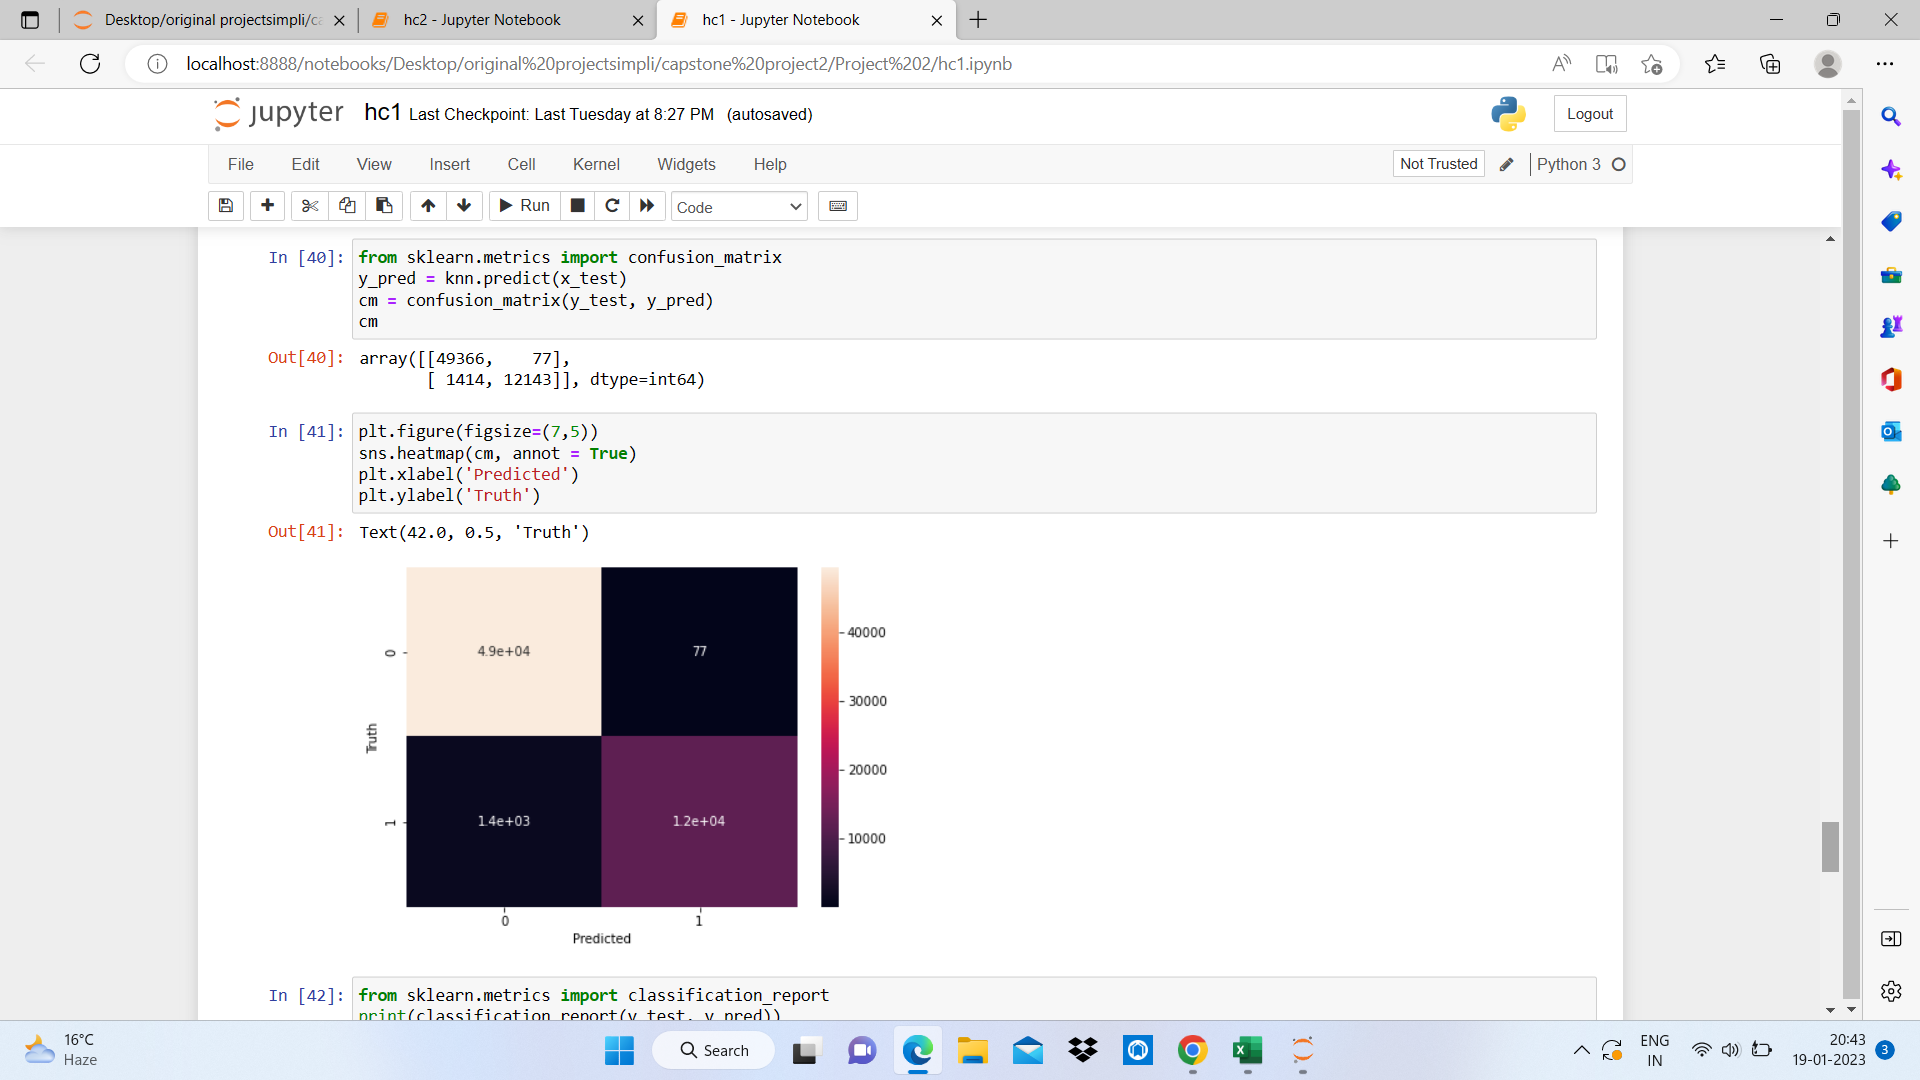 Desktop/original projectsimpli/ca
hc2 - Jupyter Notebook
hc1 - Jupyter Notebook
localhost:8888/notebooks/Desktop/original%20projectsimpli/capstone%20project2/Project%202/hc1.ipynb
jupyter hc1 Last Checkpoint: Last Tuesday at 8:27 PM (autosaved)
Logout
File Edit View Insert Cell Kernel Widgets Help
Not Trusted
Python 3
Run
Code
In [40]:
from sklearn.metrics import confusion_matrix
y_pred = knn.predict(x_test)
cm = confusion_matrix(y_test, y_pred)
cm
Out[40]:
array([[49366,    77],
       [ 1414, 12143]], dtype=int64)
In [41]:
plt.figure(figsize=(7,5))
sns.heatmap(cm, annot = True)
plt.xlabel('Predicted')
plt.ylabel('Truth')
Out[41]:
Text(42.0, 0.5, 'Truth')
4.9e+04
77
1.4e+03
1.2e+04
0
1
Truth
0
1
Predicted
40000
30000
20000
10000
In [42]:
from sklearn.metrics import classification_report
print(classification_report(y_test, y_pred))
16°C
Haze
Search
ENG
IN
20:43
19-01-2023
3